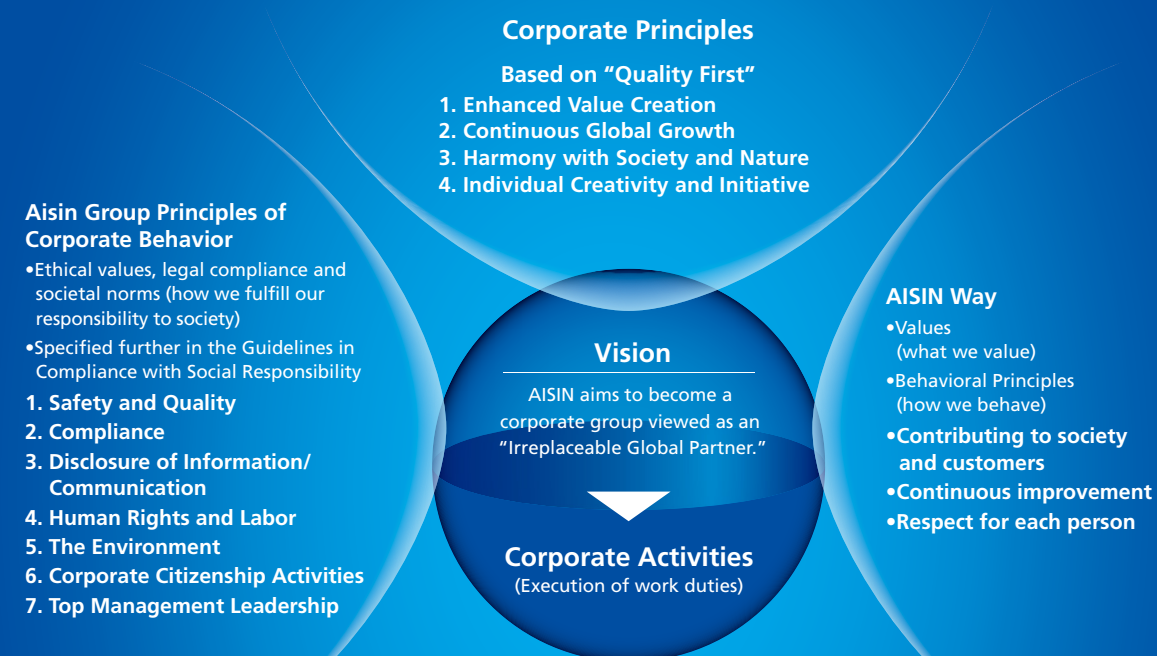 Corporate Principles
Based on “Quality First”
1. Enhanced Value Creation
2. Continuous Global Growth
3. Harmony with Society and Nature
4. Individual Creativity and Initiative
Aisin Group Principles of
Corporate Behavior
•Ethical values, legal compliance and
societal norms (how we fulfill our
responsibility to society)
•Specified further in the Guidelines in
Compliance with Social Responsibility
1. Safety and Quality
2. Compliance
3. Disclosure of Information/
Communication
4. Human Rights and Labor
5. The Environment
6. Corporate Citizenship Activities
7. Top Management Leadership
Vision
AISIN aims to become a
corporate group viewed as an
“Irreplaceable Global Partner.”
Corporate Activities
(Execution of work duties)
AISIN Way
•Values
(what we value)
•Behavioral Principles
(how we behave)
•Contributing to society
and customers
•Continuous improvement
•Respect for each person